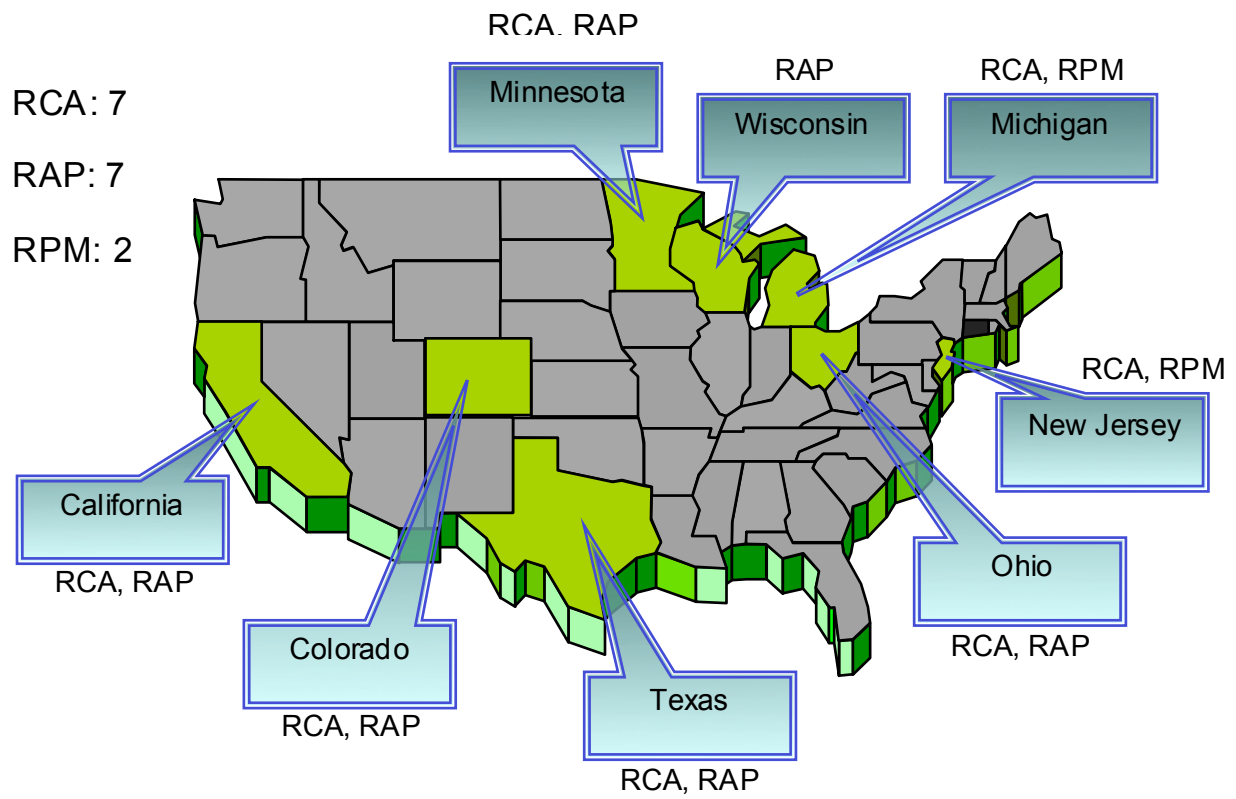 RCA, RAP
RAP
RCA, RPM
RCA: 7
Minnesota
Wisconsin
Michigan
RAP: 7
RPM: 2
RCA, RPM
New Jersey
California
RCA, RAP
Ohio
RCA, RAP
Colorado
RCA, RAP
Texas
RCA, RAP